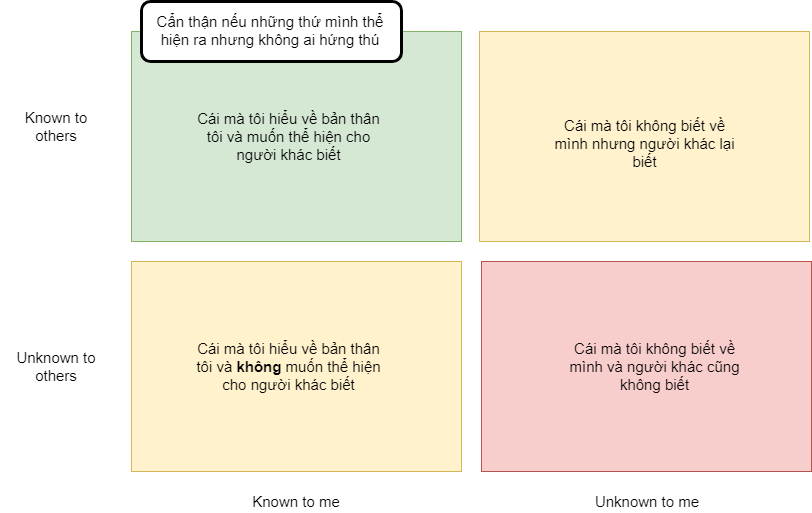 Cẩn thận nếu những thứ mình thể
hiện ra nhưng không ai hứng thú
Known to
others
Cái mà tôi hiểu về bản thân
tôi và muốn thể hiện cho
người khác biết
Cái mà tôi không biết về
mình nhưng người khác lại
biết
Unknown to
others
Cái mà tôi hiểu về bản thân
tôi và không muốn thể hiện
cho người khác biết
Cái mà tôi không biết về
mình và người khác cũng
không biết
Known to me
Unknown to me